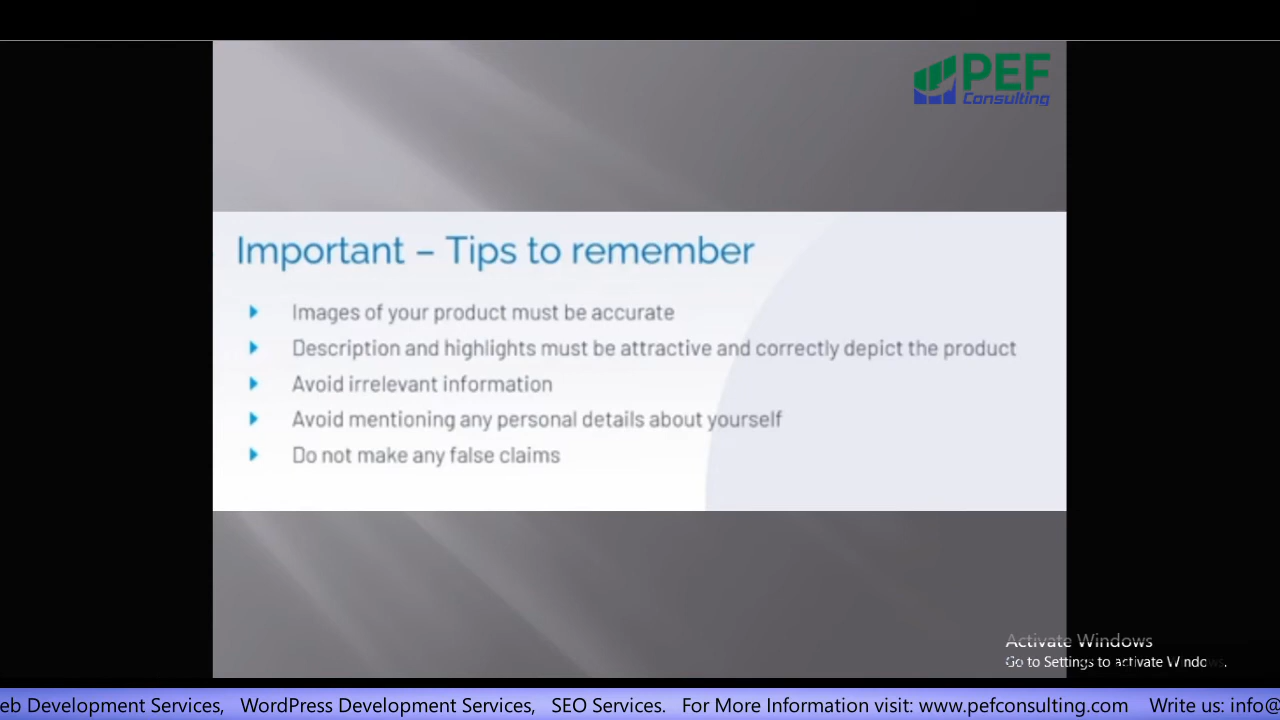 PEF
Consulting
Important – Tips to remember
Images of your product must be accurate
Description and highlights must be attractive and correctly depict the product
Avoid irrelevant information
Avoid mentioning any personal details about yourself
Do not make any false claims
Activate Windows
Go to Settings to activate Windows.
eb Development Services, WordPress Development Services, SEO Services. For More Information visit: www.pefconsulting.com Write us: info@